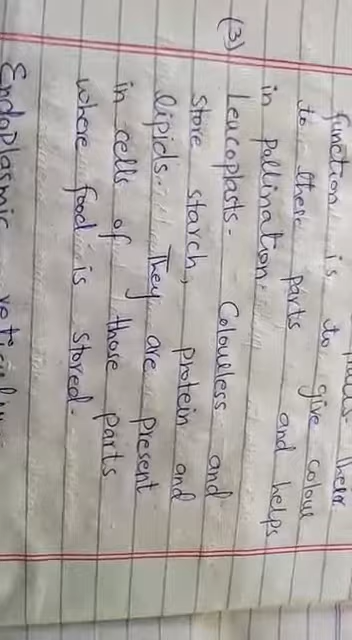 Their
function is to give colour
to these parts and helps
in pollination.
(3) Leucoplasts- Colourless and
store starch, protein and
lipids. They are present
in cells of those parts
where food is stored.
Endoplasmic